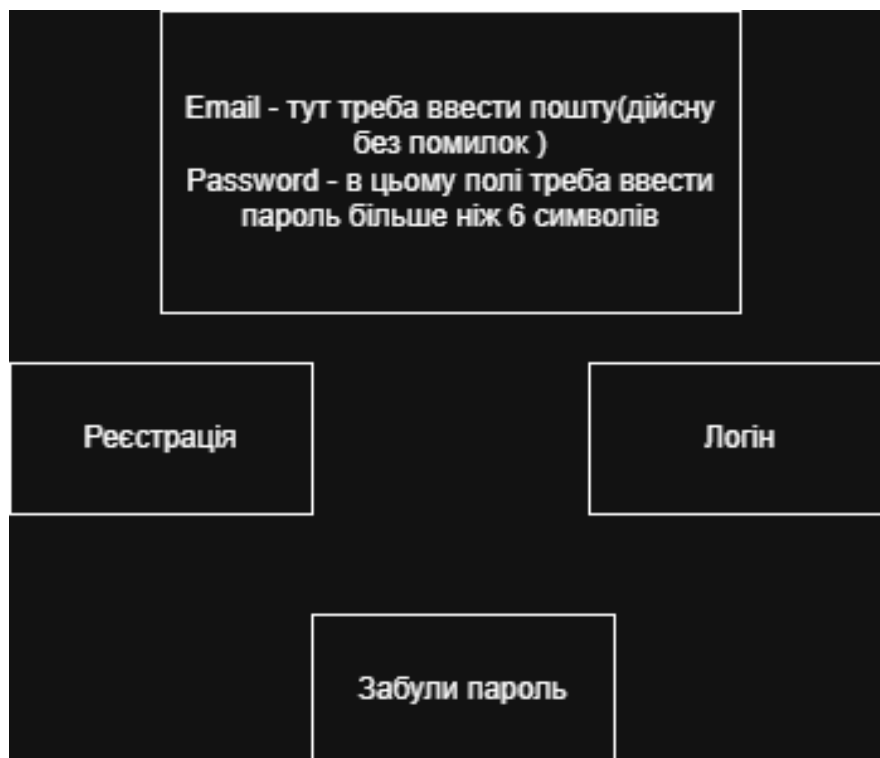 Email - тут треба ввести пошту(дійсну
без помилок )
Password - в цьому полі треба ввести
пароль більше ніж 6 символів
Реєстрація
Логін
Забули пароль